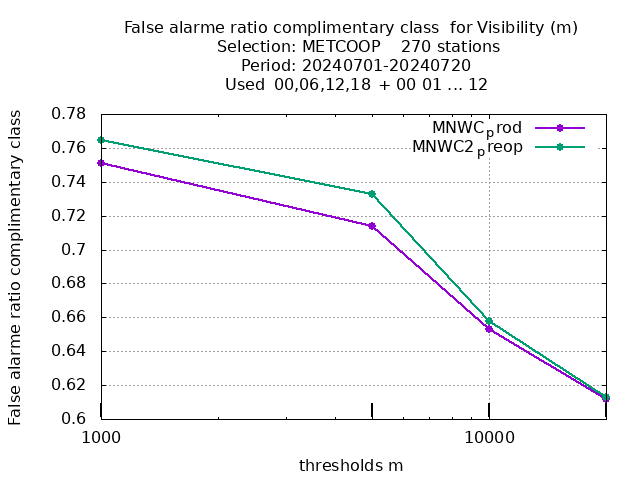 False alarme ratio complimentary class  for Visibility (m)
Selection: METCOOP    270 stations
Period: 20240701-20240720
Used  00,06,12,18 + 00 01 ... 12
False alarme ratio complimentary class
0.78
0.76
0.74
0.72
0.7
0.68
0.66
0.64
0.62
0.6
MNWC_prod
MNWC2_preop
1000
10000
thresholds m